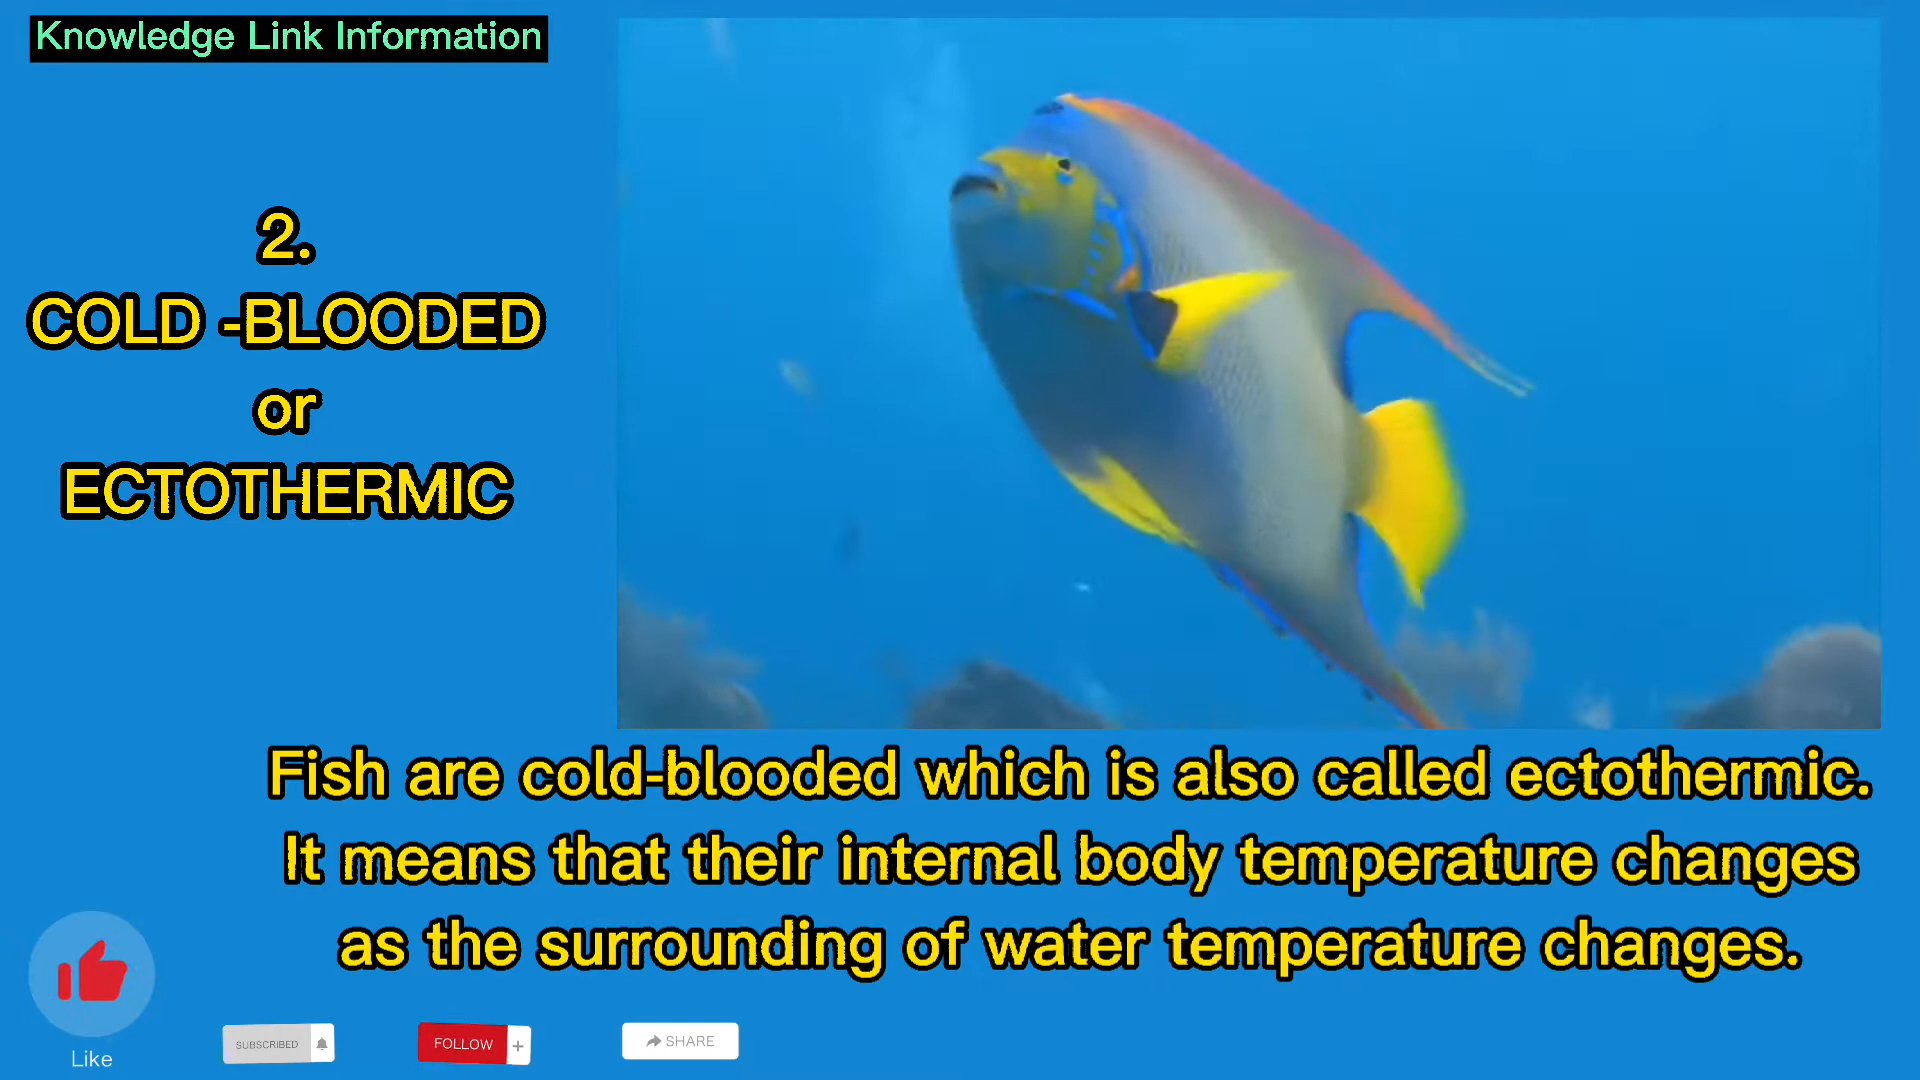 Knowledge Link Information
2.
COLD -BLOODED
or
ECTOTHERMIC
Fish are cold-blooded which is also called ectothermic.
It means that their internal body temperature changes
as the surrounding of water temperature changes.
Like
SUBSCRIBED
FOLLOW +
SHARE